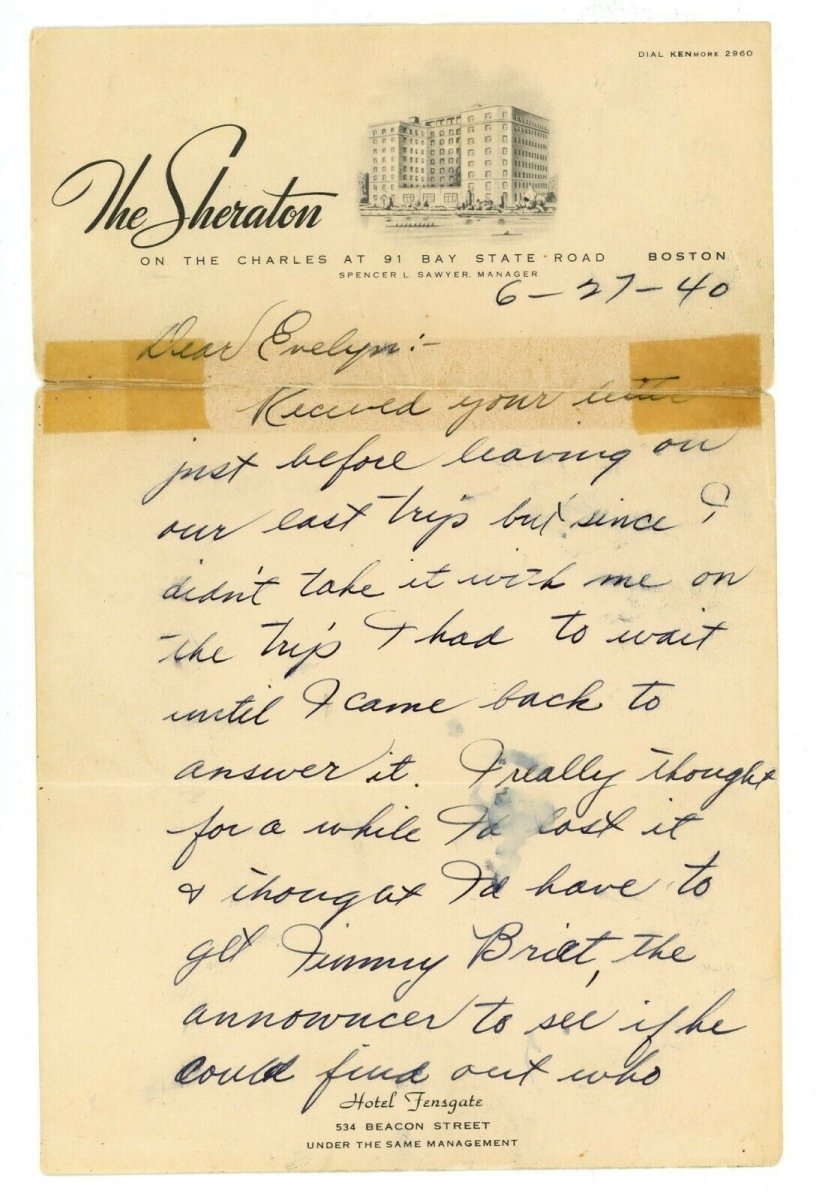 DIAL KENMORE 2960
The Sheraton
ON THE CHARLES AT 91 BAY STATE ROAD BOSTON
SPENCER L. SAWYER, MANAGER
6-27-40
Dear Evelyn:-
Received your letter
just before leaving on
our last trip but since I
didn't take it with me on
the trip I had to wait
until I came back to
answer it. I really thought
for a while I'd lost it
& thought I'd have to
get Jimmy Britt, the
announcer to see if he
could find out who
Hotel Fensgate
534 BEACON STREET
UNDER THE SAME MANAGEMENT